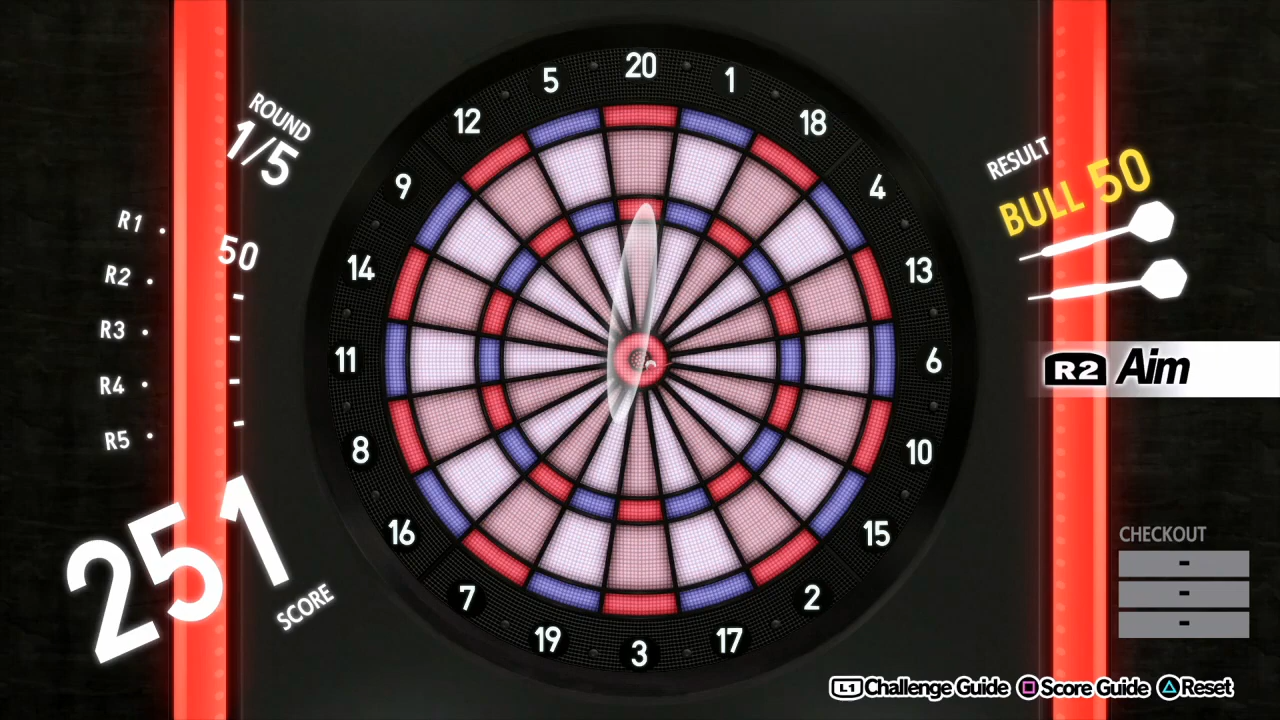 ROUND
1/5
R1
50
R2
-
R3
-
R4
-
R5
-
251
SCORE
20
1
18
4
13
6
10
15
2
17
3
19
7
16
8
11
14
9
12
5
RESULT
BULL 50
R2 Aim
CHECKOUT
-
-
-
L1 Challenge Guide Score Guide Reset